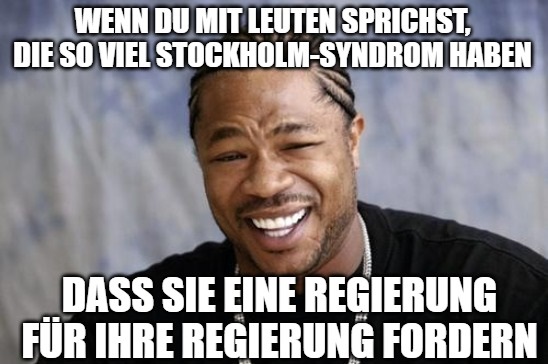 WENN DU MIT LEUTEN SPRICHST,
DIE SO VIEL STOCKHOLM-SYNDROM HABEN
DASS SIE EINE REGIERUNG
FÜR IHRE REGIERUNG FORDERN